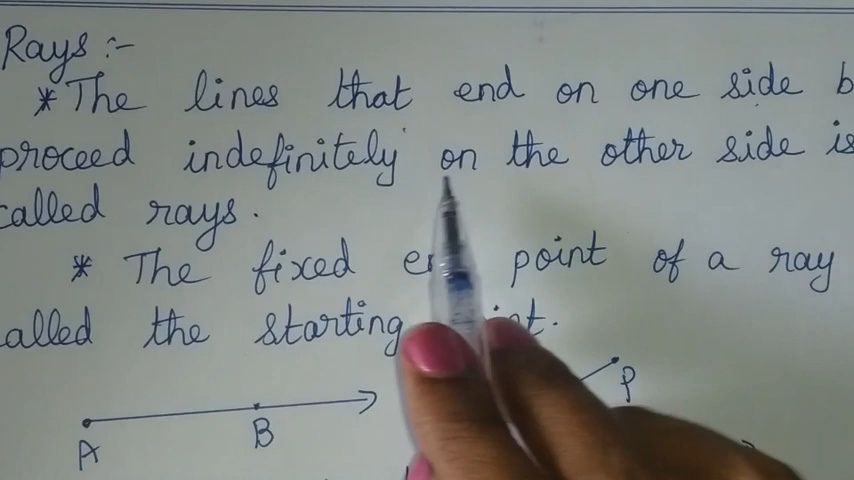 Rays :-
* The lines that end on one side
proceed indefinitely on the other side is
called rays.
* The fixed point of a ray
called the starting
P
A B